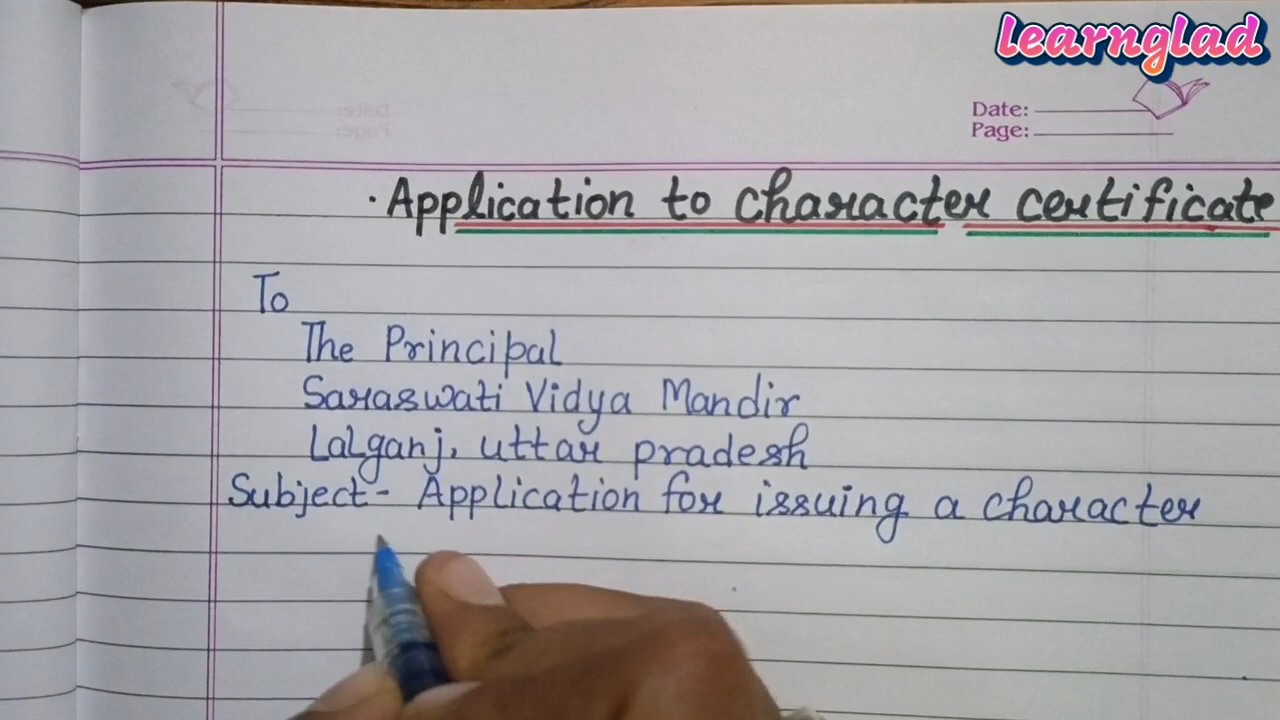 learnglad
Date:
Page:
Application to character certificate
To
The Principal
Saraswati Vidya Mandir
Lalganj, uttar pradesh
Subject- Application for issuing a character